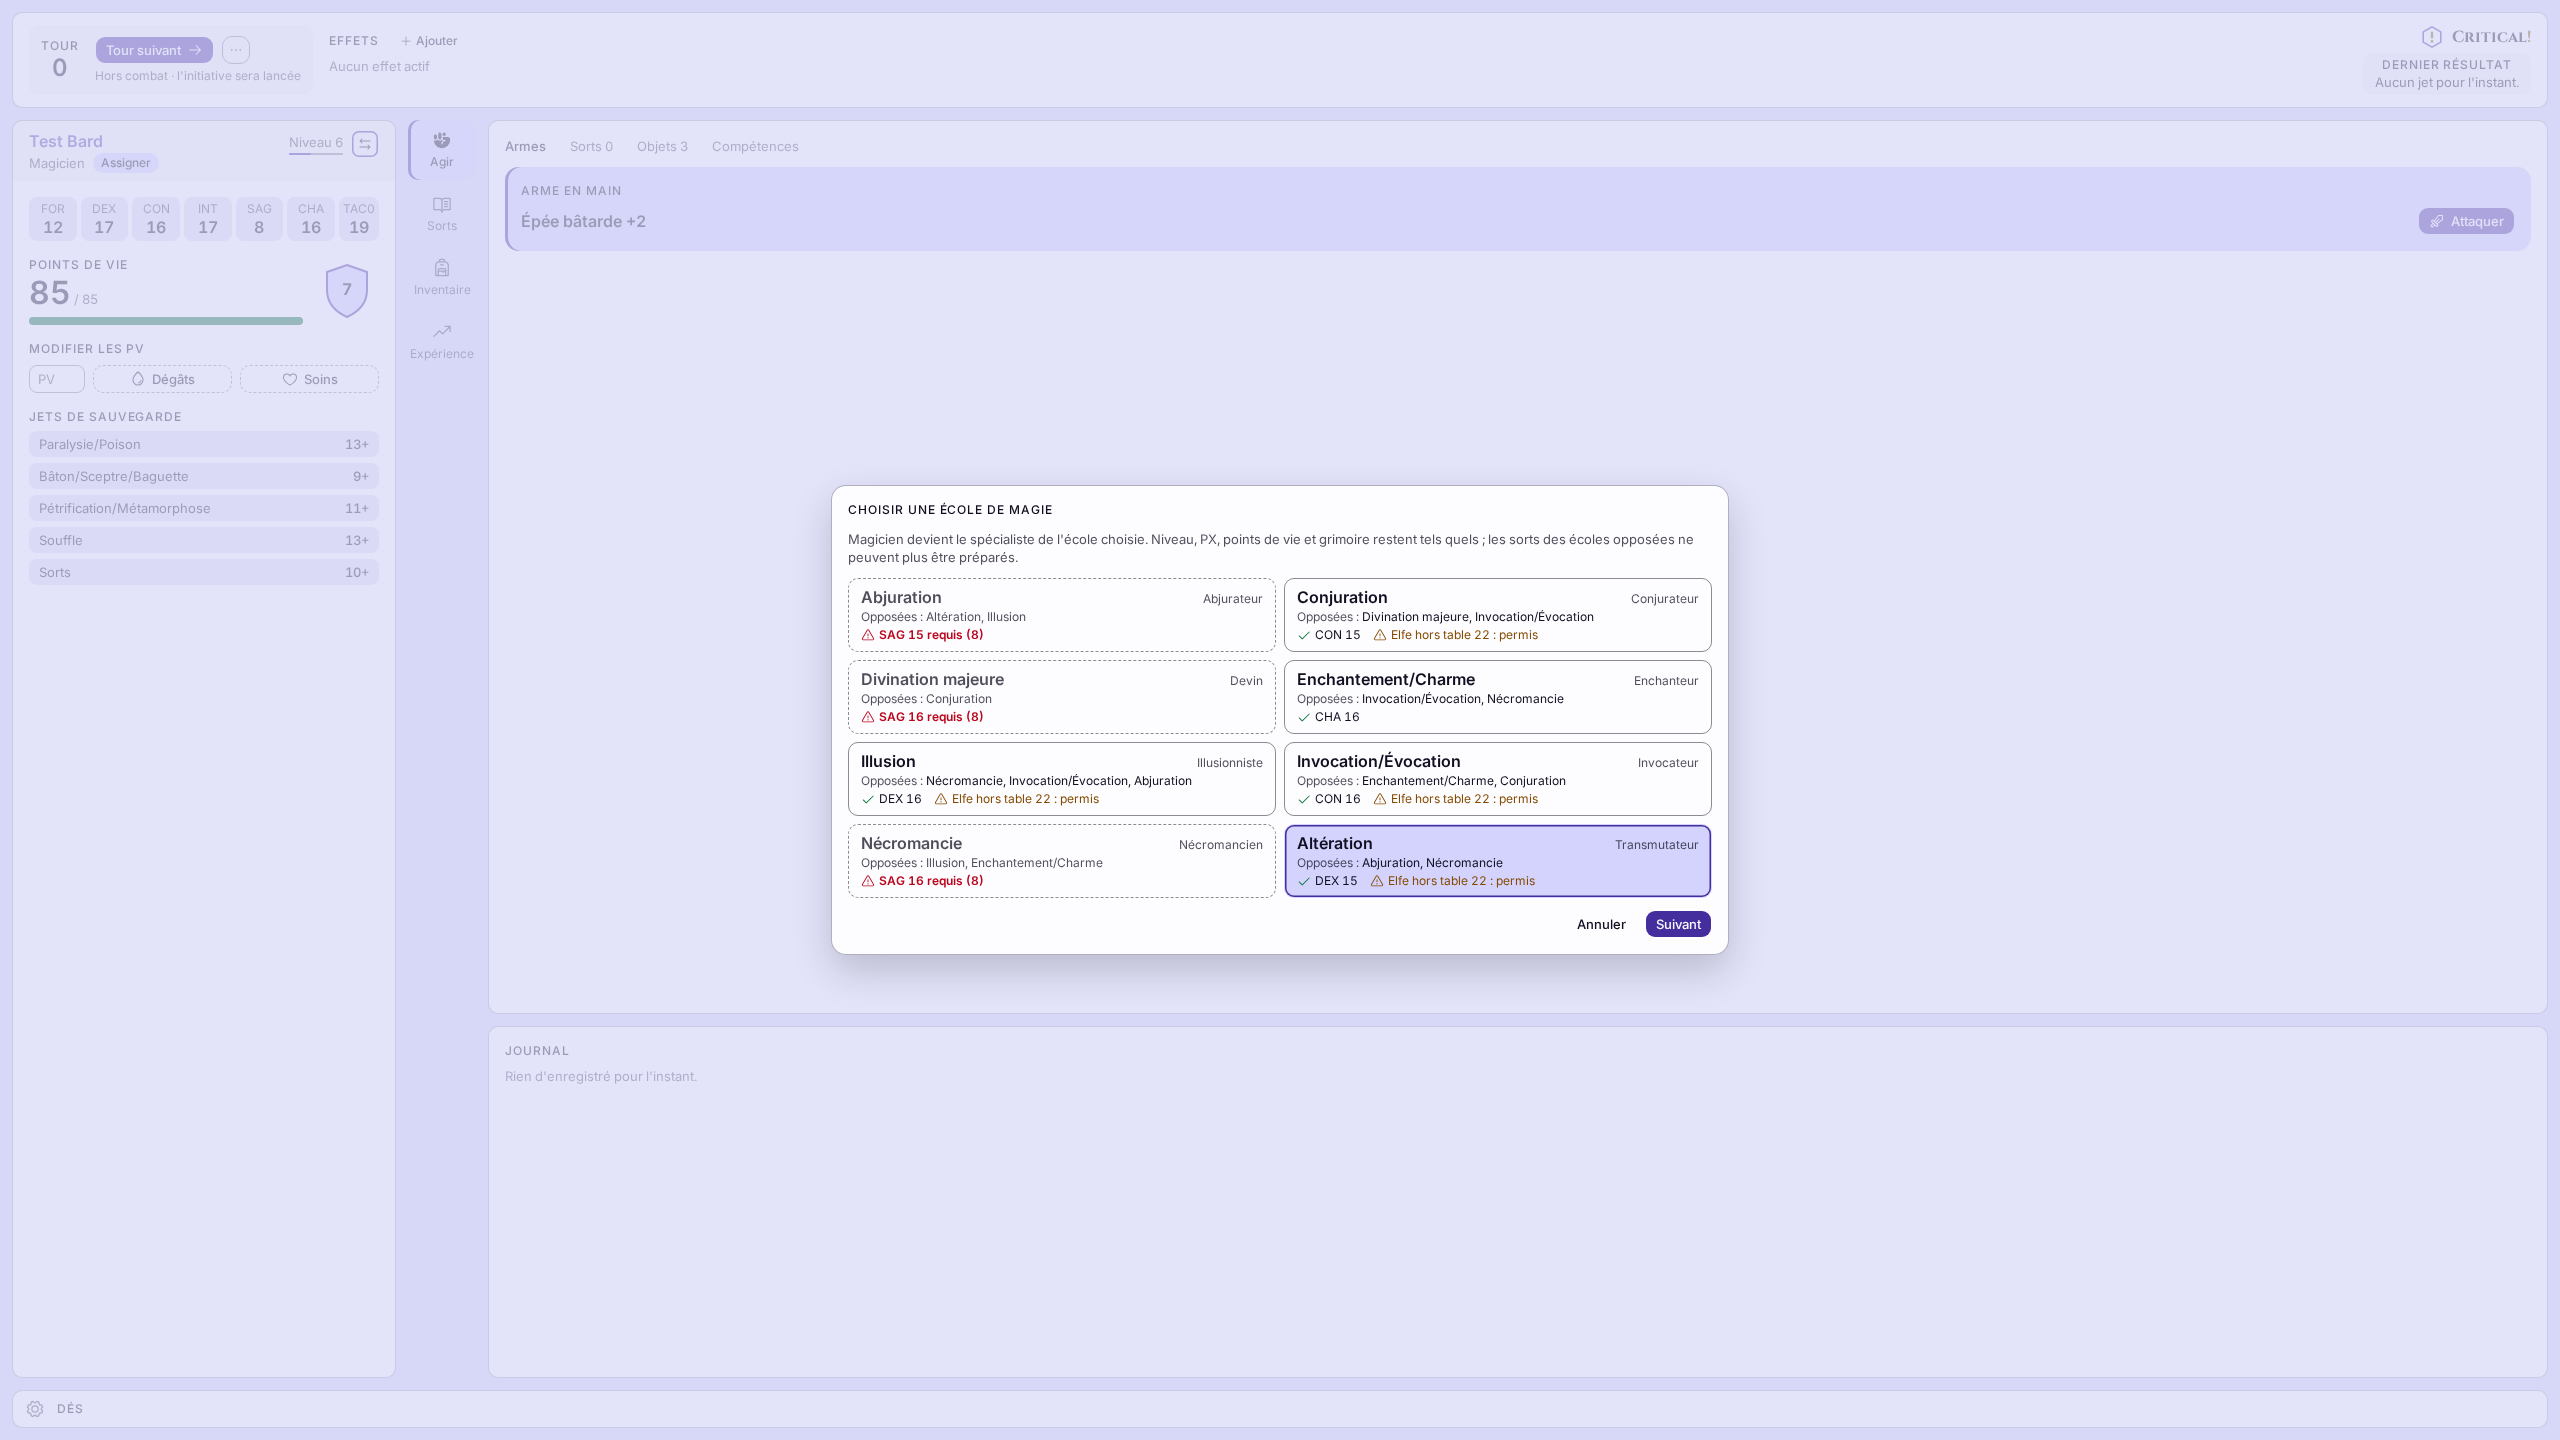 TOUR
0
Tour suivant
Hors combat · l'initiative sera lancée
EFFETS
Ajouter
Aucun effet actif
CRITICAL!
DERNIER RÉSULTAT
Aucun jet pour l'instant.
Test Bard
Niveau 6
Magicien
Assigner
FOR DEX CON INT SAG CHA TAC0
12 17 16 17 8 16 19
POINTS DE VIE
85 / 85
7
MODIFIER LES PV
PV
Dégâts
Soins
JETS DE SAUVEGARDE
Paralysie/Poison 13+
Bâton/Sceptre/Baguette 9+
Pétrification/Métamorphose 11+
Souffle 13+
Sorts 10+
Agir
Sorts
Inventaire
Expérience
Armes Sorts 0 Objets 3 Compétences
ARME EN MAIN
Épée bâtarde +2
Attaquer
CHOISIR UNE ÉCOLE DE MAGIE
Magicien devient le spécialiste de l'école choisie. Niveau, PX, points de vie et grimoire restent tels quels ; les sorts des écoles opposées ne
peuvent plus être préparés.
Abjuration Abjurateur
Opposées : Altération, Illusion
SAG 15 requis (8)
Conjuration Conjurateur
Opposées : Divination majeure, Invocation/Évocation
CON 15 Elfe hors table 22 : permis
Divination majeure Devin
Opposées : Conjuration
SAG 16 requis (8)
Enchantement/Charme Enchanteur
Opposées : Invocation/Évocation, Nécromancie
CHA 16
Illusion Illusionniste
Opposées : Nécromancie, Invocation/Évocation, Abjuration
DEX 16 Elfe hors table 22 : permis
Invocation/Évocation Invocateur
Opposées : Enchantement/Charme, Conjuration
CON 16 Elfe hors table 22 : permis
Nécromancie Nécromancien
Opposées : Illusion, Enchantement/Charme
SAG 16 requis (8)
Altération Transmutateur
Opposées : Abjuration, Nécromancie
DEX 15 Elfe hors table 22 : permis
Annuler
Suivant
JOURNAL
Rien d'enregistré pour l'instant.
DÉS